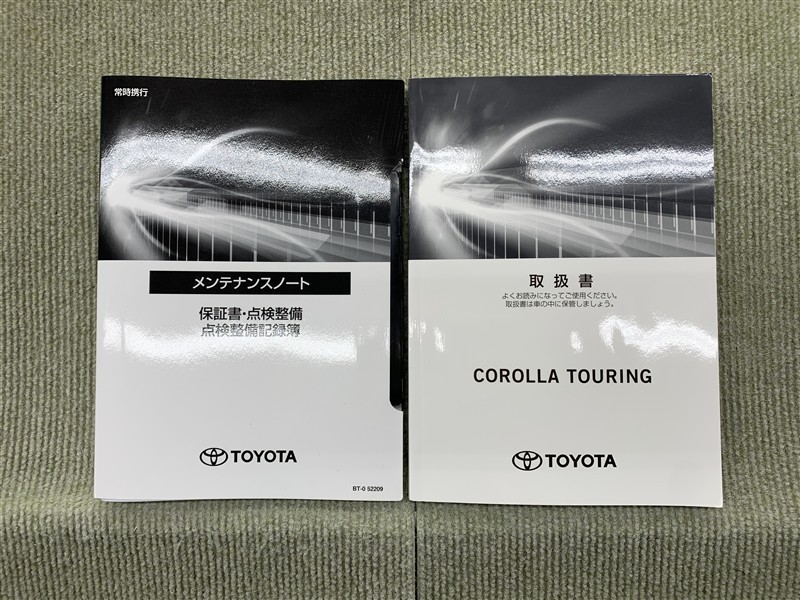 常時携行
メンテナンスノート
保証書・点検整備
点検整備記録簿
TOYOTA
BT-0 52209
取扱書
よくお読みになってご使用ください。
取扱書は車の中に保管しましょう。
COROLLA TOURING
TOYOTA